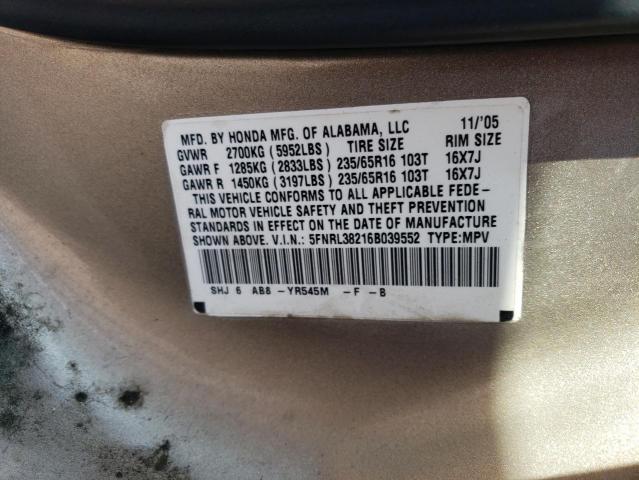 MFD. BY HONDA MFG. OF ALABAMA, LLC 11/'05
GVWR 2700KG (5952LBS) TIRE SIZE RIM SIZE
GAWR F 1285KG (2833LBS) 235/65R16 103T 16X7J
GAWR R 1450KG (3197LBS) 235/65R16 103T 16X7J
THIS VEHICLE CONFORMS TO ALL APPLICABLE FEDE-
RAL MOTOR VEHICLE SAFETY AND THEFT PREVENTION
STANDARDS IN EFFECT ON THE DATE OF MANUFACTURE
SHOWN ABOVE. V.I.N.: 5FNRL38216B039552 TYPE:MPV
SHJ 6 AB8 -YR545M -F -B